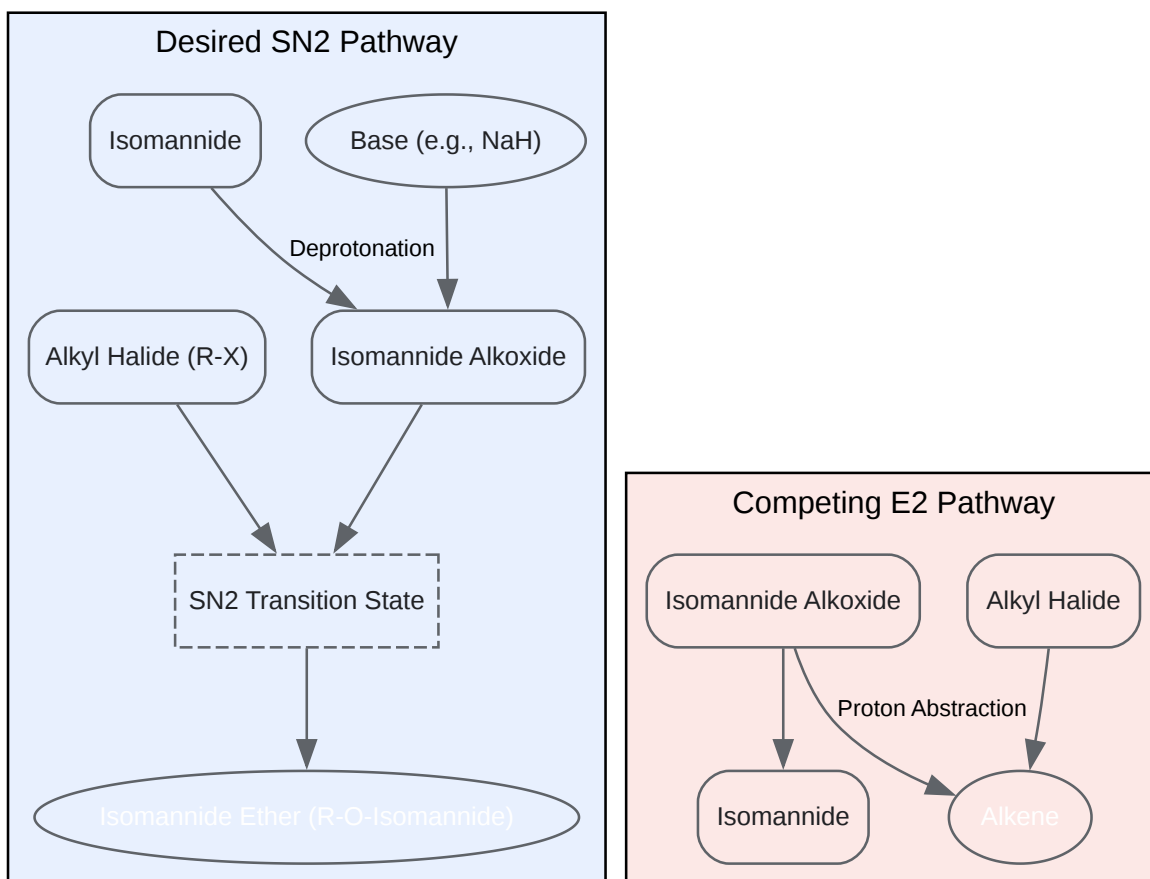 Desired SN2 Pathway
Isomannide
Base (e.g., NaH)
Deprotonation
Alkyl Halide (R-X)
Isomannide Alkoxide
SN2 Transition State
Isomannide Ether (R-O-Isomannide)
Competing E2 Pathway
Isomannide Alkoxide
Alkyl Halide
Proton Abstraction
Isomannide
Alkene